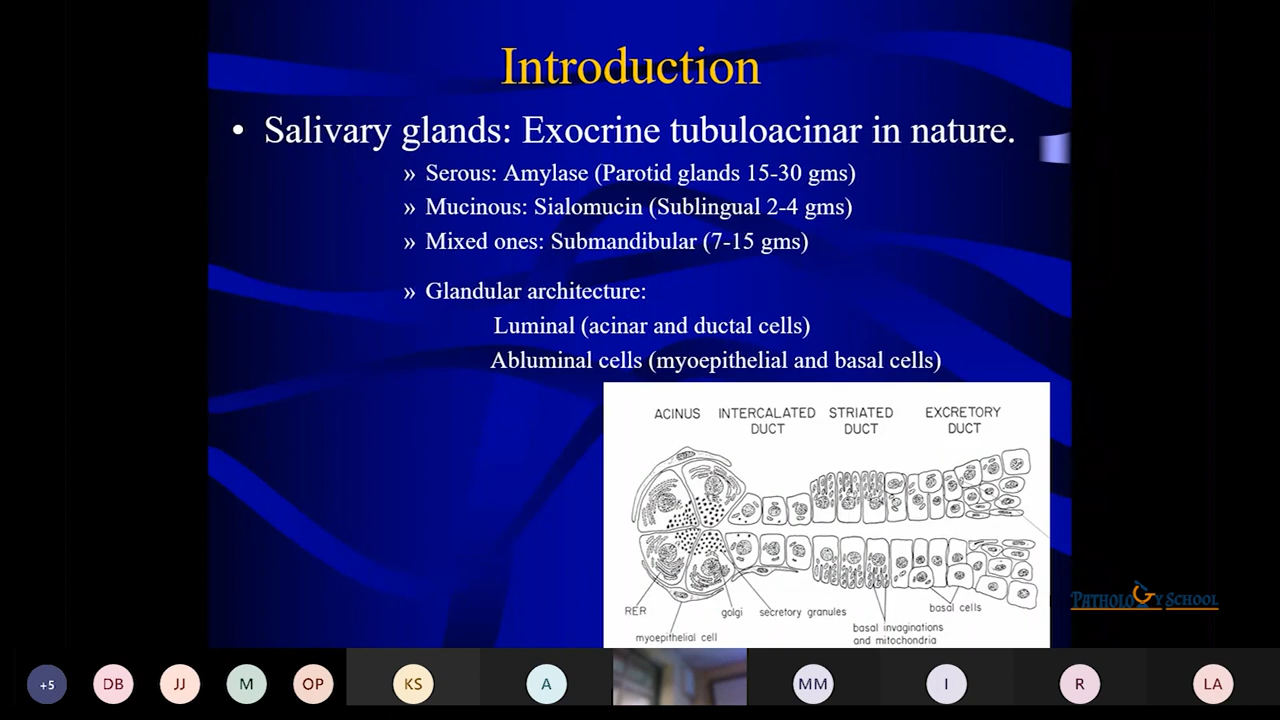 Introduction
• Salivary glands: Exocrine tubuloacinar in nature.
» Serous: Amylase (Parotid glands 15-30 gms)
» Mucinous: Sialomucin (Sublingual 2-4 gms)
» Mixed ones: Submandibular (7-15 gms)
» Glandular architecture:
Luminal (acinar and ductal cells)
Abluminal cells (myoepithelial and basal cells)
ACINUS
INTERCALATED
DUCT
STRIATED
DUCT
EXCRETORY
DUCT
RER
golgi
secretory granules
basal cells
myoepithelial cell
basal invaginations
and mitochondria
PATHOLOGY SCHOOL
+5 DB JJ M OP KS A MM I R LA